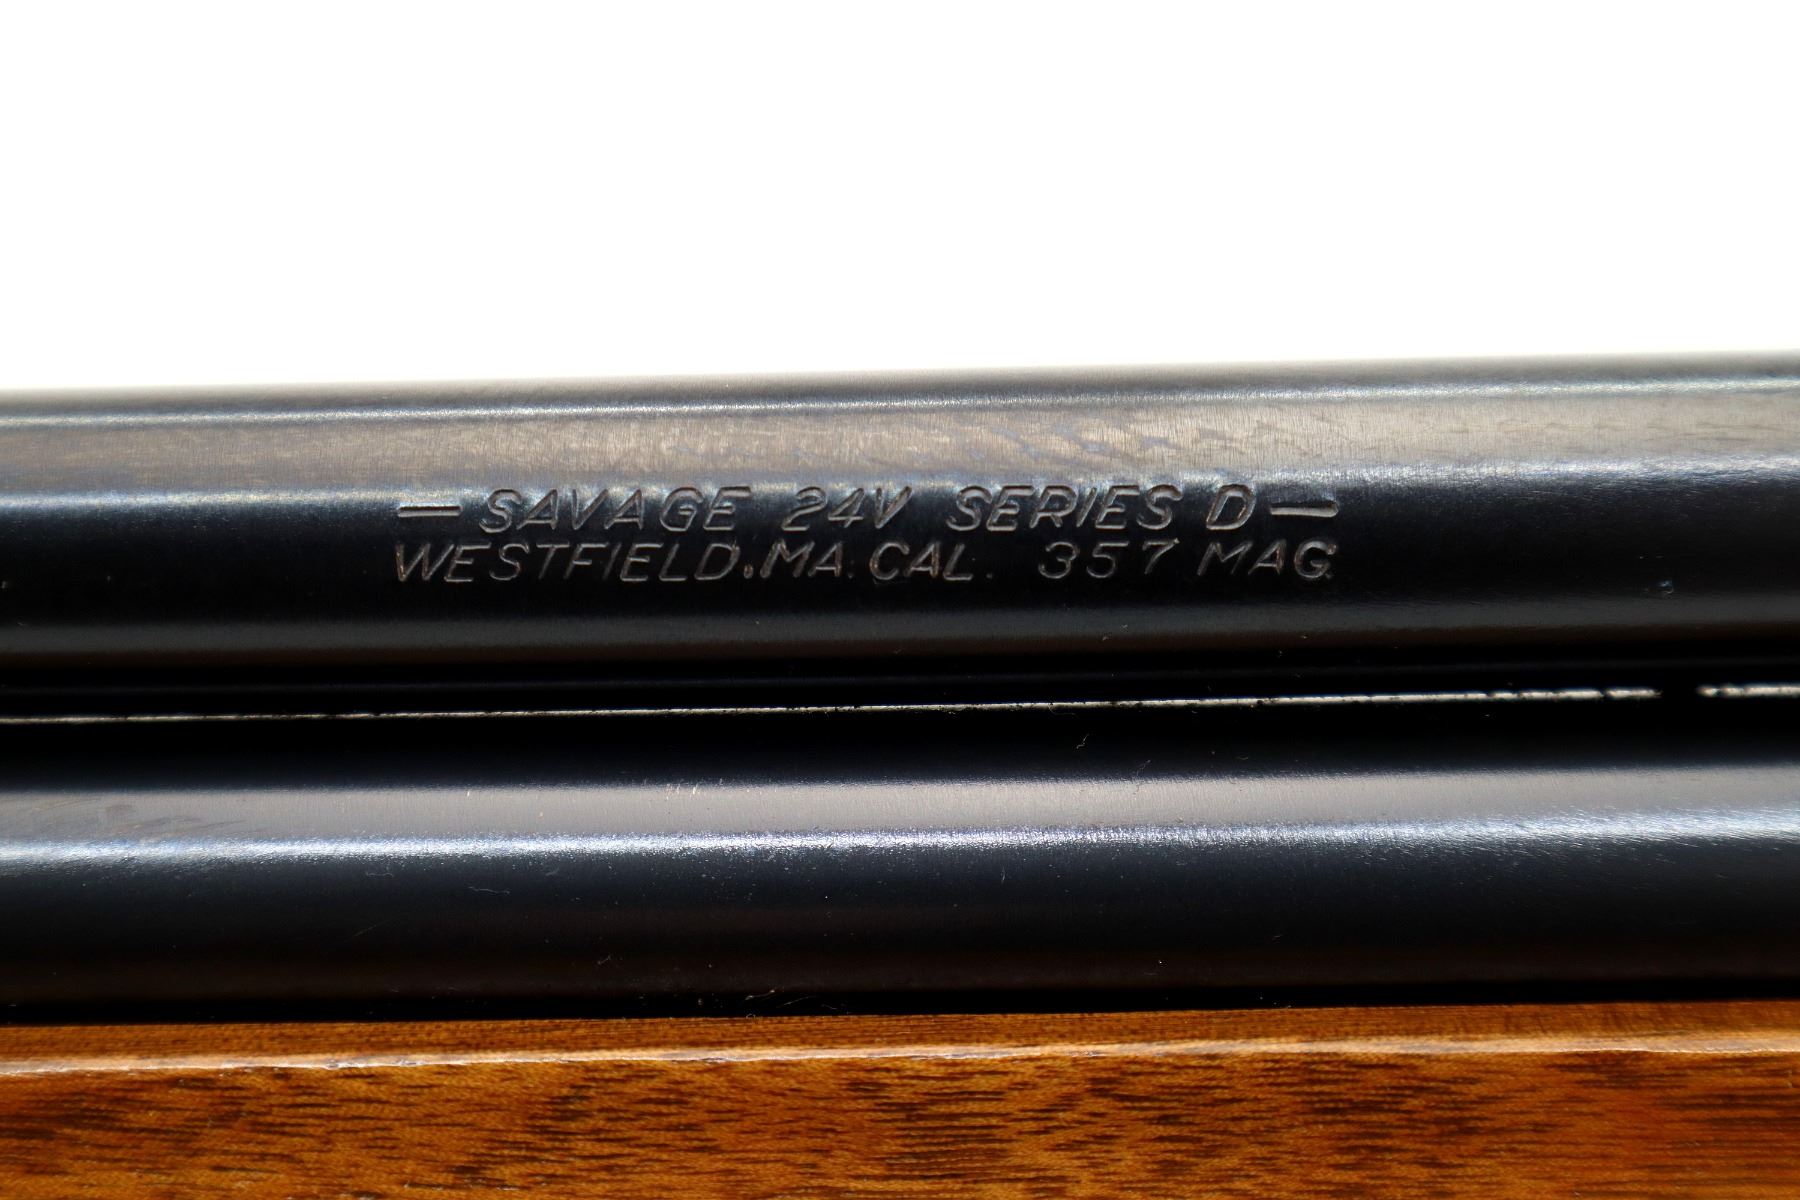 — SAVAGE 24V SERIES D —
WESTFIELD, MA. CAL. 357 MAG.